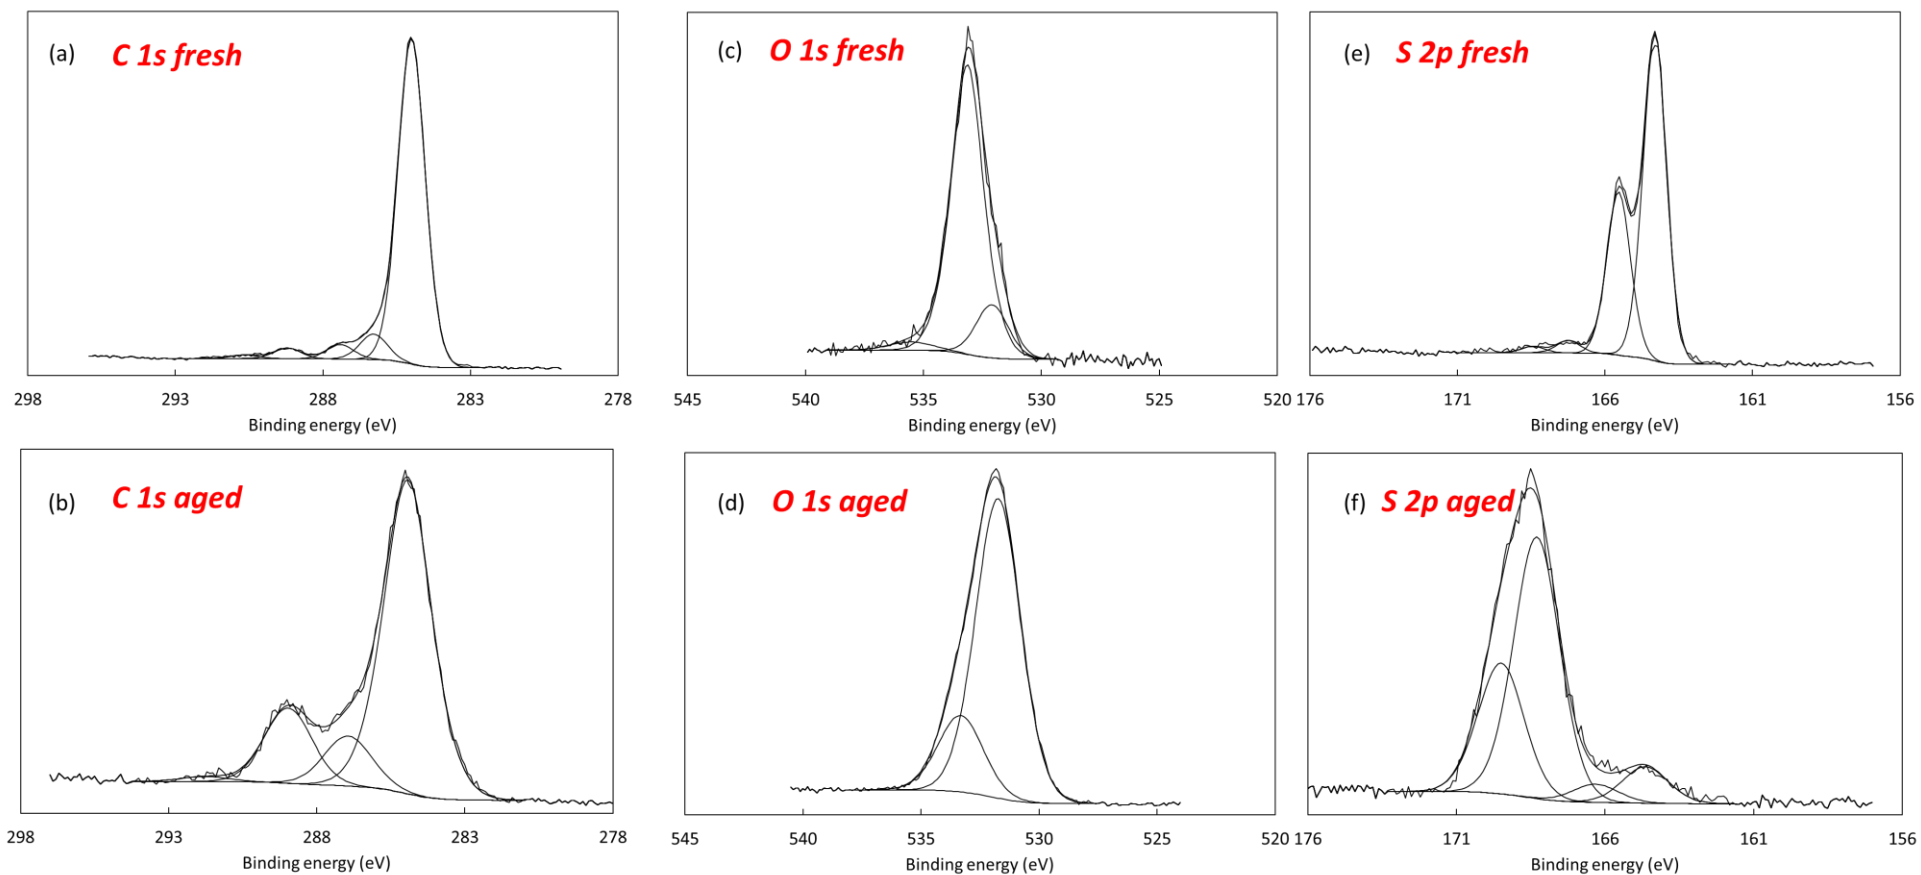 (a) C 1s fresh
298 293 288 283 278
Binding energy (eV)
(c) O 1s fresh
545 540 535 530 525 520
Binding energy (eV)
(e) S 2p fresh
176 171 166 161 156
Binding energy (eV)
(b) C 1s aged
298 293 288 283 278
Binding energy (eV)
(d) O 1s aged
545 540 535 530 525 520
Binding energy (eV)
(f) S 2p aged
176 171 166 161 156
Binding energy (eV)